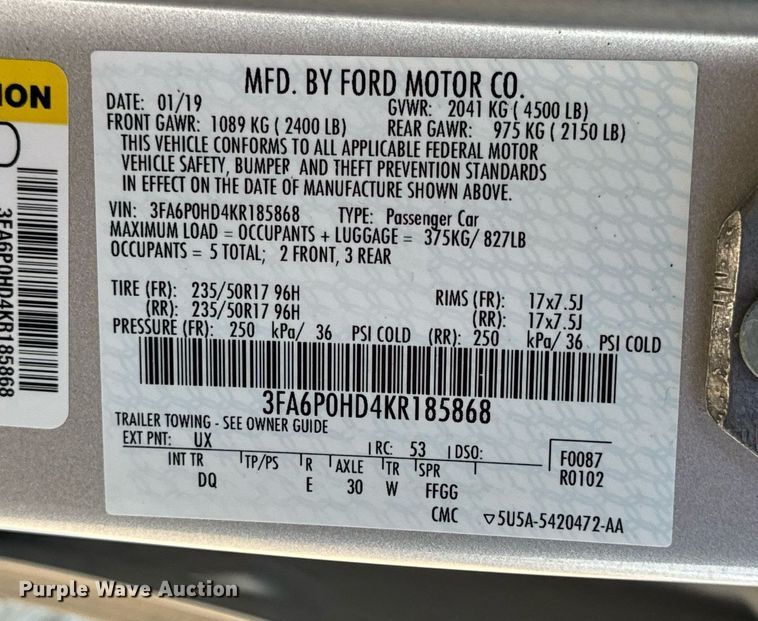 ION
3FA6P0HD4KR185868
MFD. BY FORD MOTOR CO.
DATE: 01/19 GVWR: 2041 KG ( 4500 LB)
FRONT GAWR: 1089 KG ( 2400 LB) REAR GAWR: 975 KG ( 2150 LB)
THIS VEHICLE CONFORMS TO ALL APPLICABLE FEDERAL MOTOR
VEHICLE SAFETY, BUMPER AND THEFT PREVENTION STANDARDS
IN EFFECT ON THE DATE OF MANUFACTURE SHOWN ABOVE.
VIN: 3FA6P0HD4KR185868 TYPE: Passenger Car
MAXIMUM LOAD = OCCUPANTS + LUGGAGE = 375KG/ 827LB
OCCUPANTS = 5 TOTAL; 2 FRONT, 3 REAR
TIRE (FR): 235/50R17 96H RIMS (FR): 17x7.5J
(RR): 235/50R17 96H (RR): 17x7.5J
PRESSURE (FR): 250 kPa/ 36 PSI COLD (RR): 250 kPa/ 36 PSI COLD
3FA6P0HD4KR185868
TRAILER TOWING - SEE OWNER GUIDE
EXT PNT: UX RC: 53 DSO: F0087
INT TR TP/PS R AXLE TR SPR R0102
DQ E 30 W FFGG
CMC ▽5U5A-5420472-AA
Purple Wave Auction